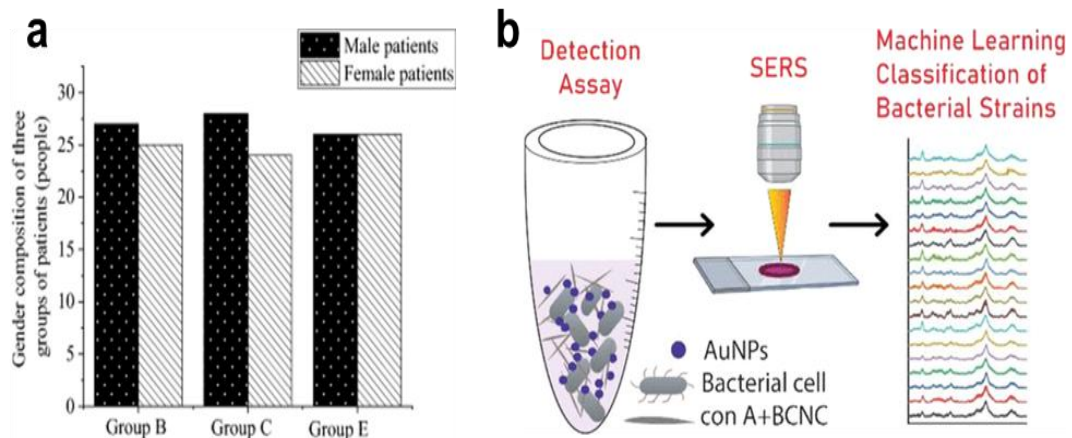 a
Male patients
Female patients
Gender composition of three
groups of patients (people)
30
25
20
15
10
5
0
Group B
Group C
Group E
b
Detection
Assay
SERS
Machine Learning
Classification of
Bacterial Strains
AuNPs
Bacterial cell
con A+BCNC